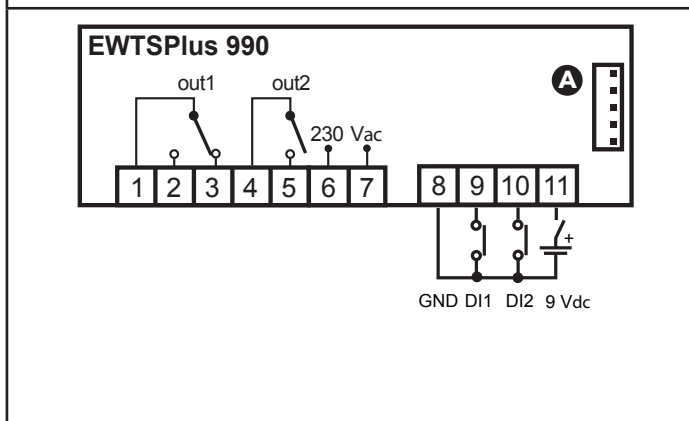 EWTSPlus 990
out1 out2
A
230 Vac
1 2 3 4 5 6 7 8 9 10 11
+
GND DI1 DI2 9 Vdc